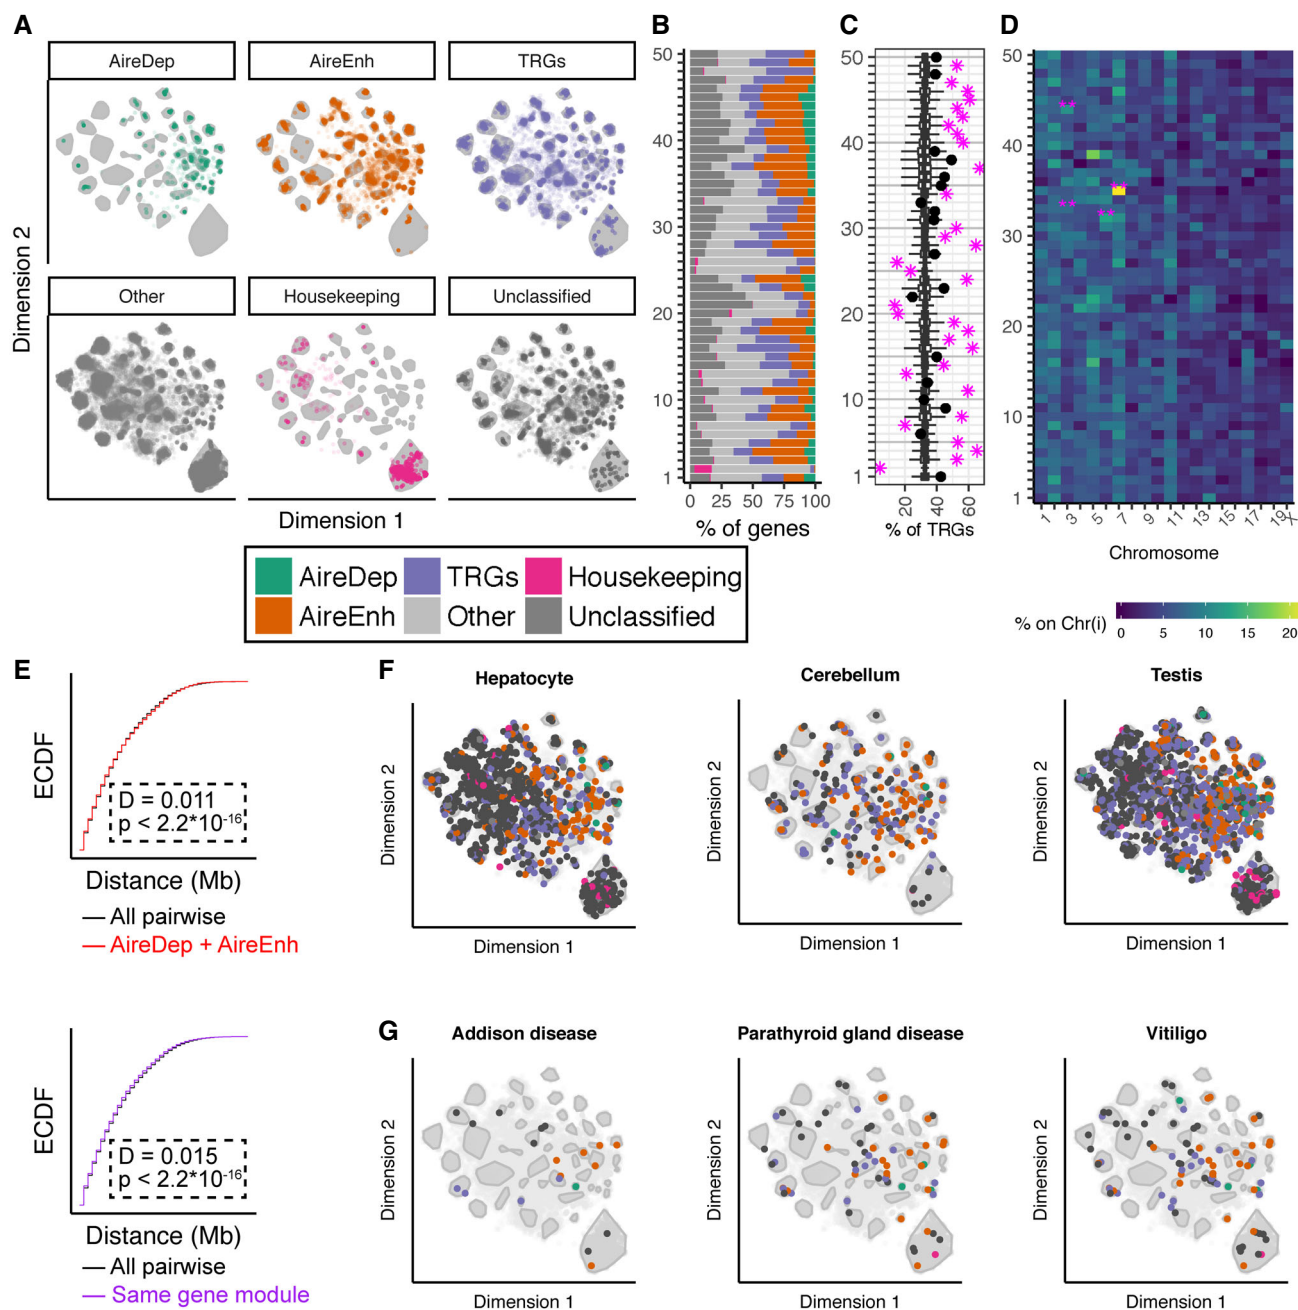 A
B
C
D
AireDep
AireEnh
TRGs
Other
Housekeeping
Unclassified
Dimension 2
Dimension 1
50
40
30
20
10
1
0 25 50 75 100
% of genes
50
40
30
20
10
1
20 40 60
% of TRGs
50
40
30
20
10
1
1 3 5 7 9 11 13 15 17 19 X
Chromosome
% on Chr(i)
0 5 10 15 20
AireDep TRGs Housekeeping
AireEnh Other Unclassified
E
ECDF
D = 0.011
p < 2.2*10-16
Distance (Mb)
All pairwise
AireDep + AireEnh
ECDF
D = 0.015
p < 2.2*10-16
Distance (Mb)
All pairwise
Same gene module
F
Hepatocyte
Cerebellum
Testis
Dimension 2
Dimension 1
Dimension 2
Dimension 1
Dimension 2
Dimension 1
G
Addison disease
Parathyroid gland disease
Vitiligo
Dimension 2
Dimension 1
Dimension 2
Dimension 1
Dimension 2
Dimension 1